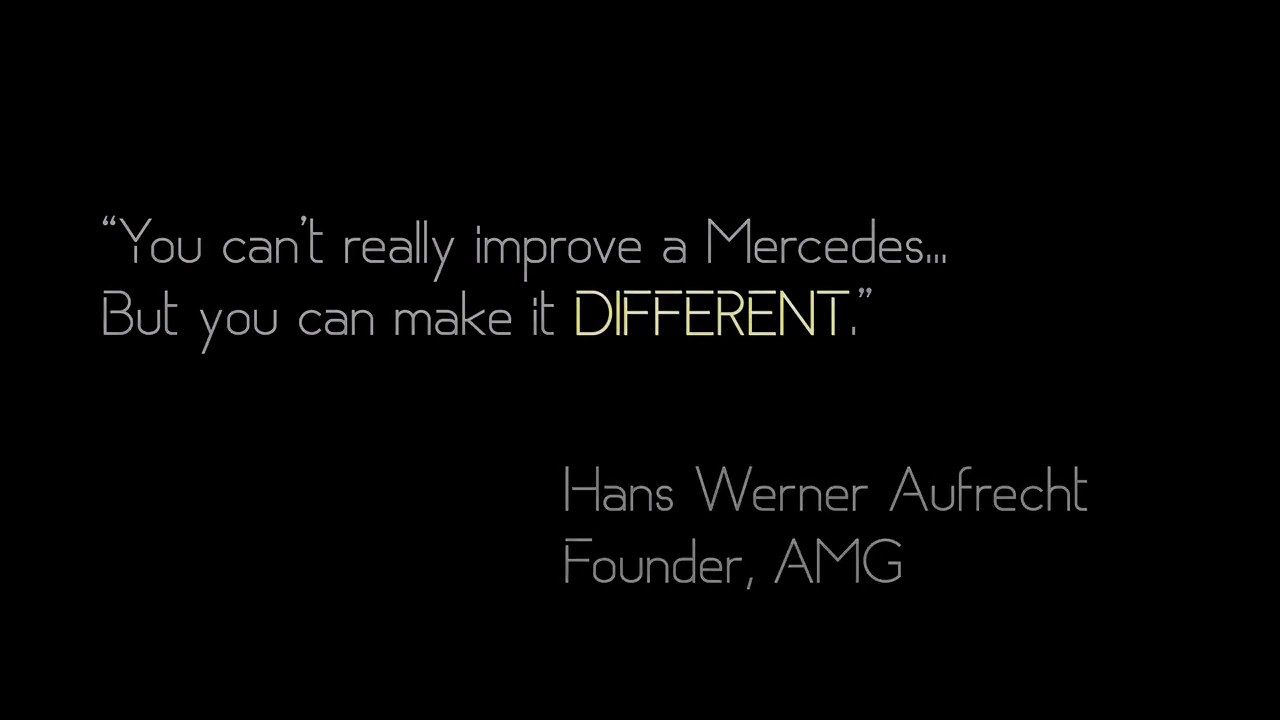 “You can’t really improve a Mercedes...
But you can make it DIFFERENT.”
Hans Werner Aufrecht
Founder, AMG